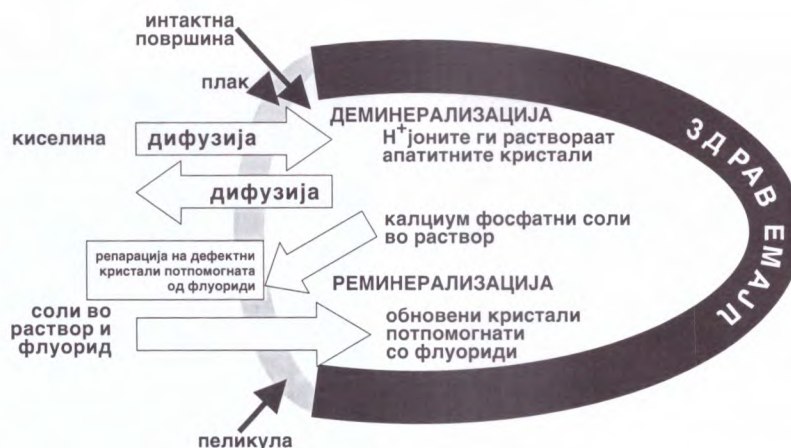 интактна
површина
плак
киселина
дифузија
ДЕМИНЕРАЛИЗАЦИЈА
H⁺јоните ги раствораат
апатитните кристали
дифузија
калциум фосфатни соли
во раствор
репарација на дефектни
кристали потпомогната
од флуориди
РЕМИНЕРАЛИЗАЦИЈА
соли во
раствор и
флуорид
обновени кристали
потпомогнати
со флуориди
пеликула
ЗДРАВ ЕМАЈЛ